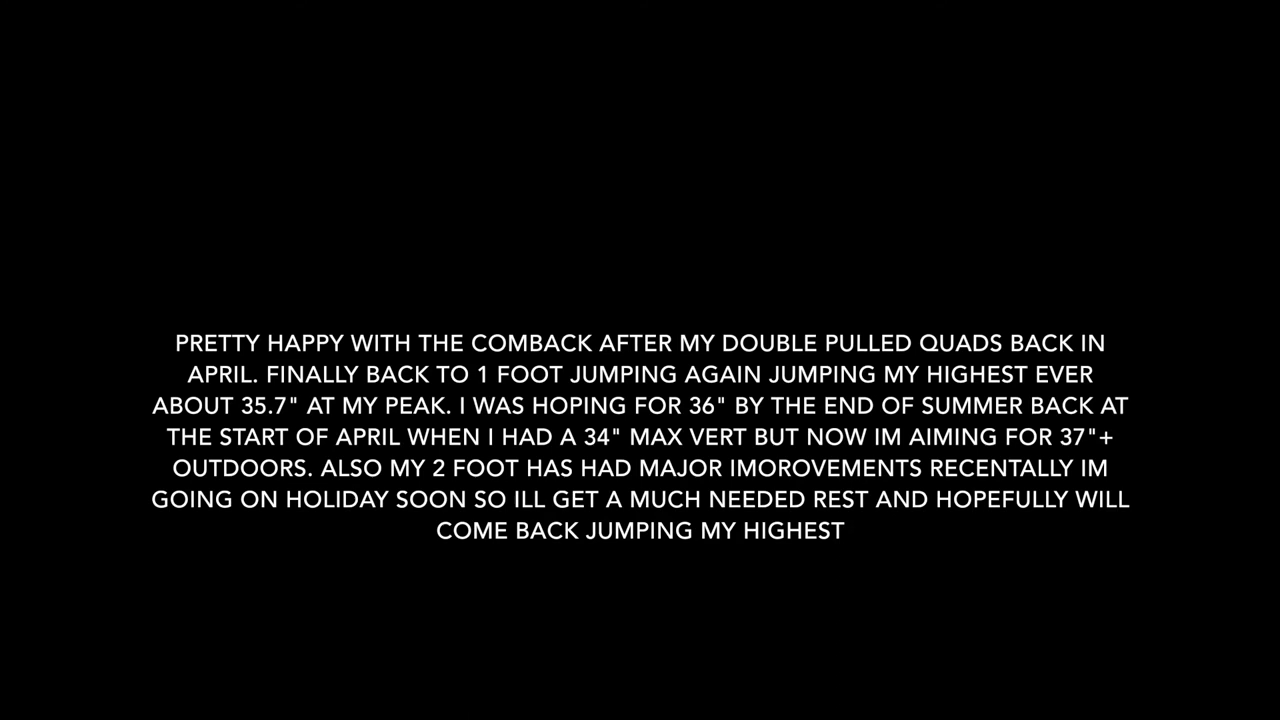 PRETTY HAPPY WITH THE COMBACK AFTER MY DOUBLE PULLED QUADS BACK IN
APRIL. FINALLY BACK TO 1 FOOT JUMPING AGAIN JUMPING MY HIGHEST EVER
ABOUT 35.7" AT MY PEAK. I WAS HOPING FOR 36" BY THE END OF SUMMER BACK AT
THE START OF APRIL WHEN I HAD A 34" MAX VERT BUT NOW IM AIMING FOR 37"+
OUTDOORS. ALSO MY 2 FOOT HAS HAD MAJOR IMOROVEMENTS RECENTALLY IM
GOING ON HOLIDAY SOON SO ILL GET A MUCH NEEDED REST AND HOPEFULLY WILL
COME BACK JUMPING MY HIGHEST